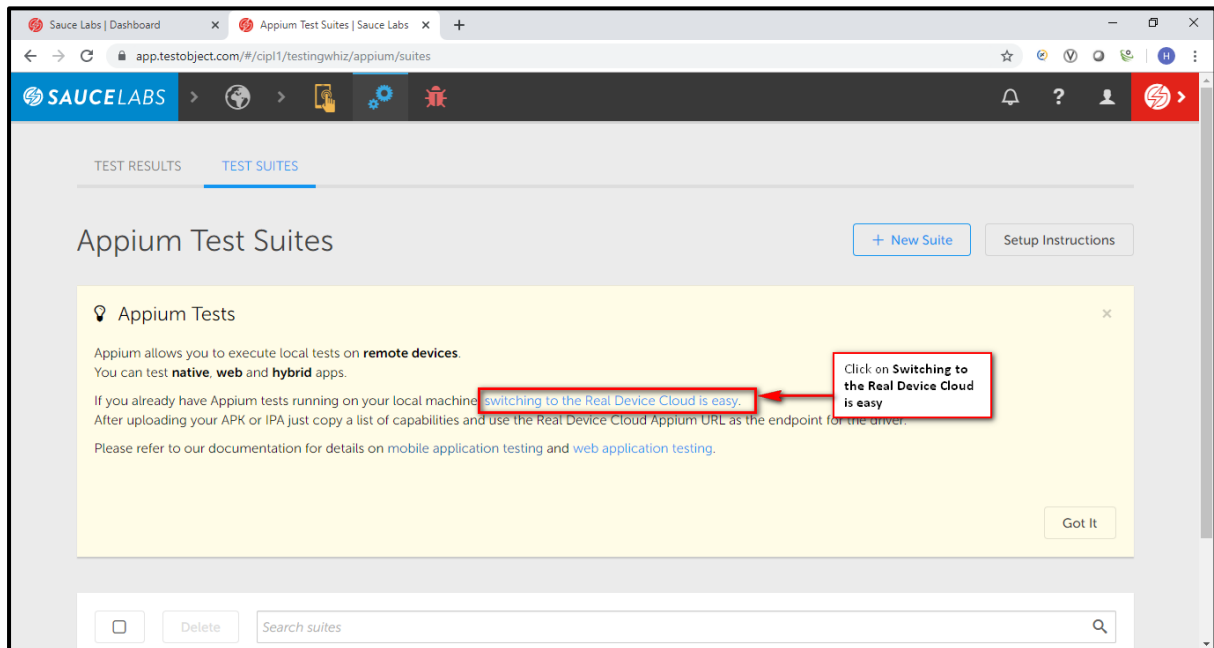 Sauce Labs | Dashboard
Appium Test Suites | Sauce Labs
app.testobject.com/#/cipl1/testingwhiz/appium/suites
H
SAUCELABS
TEST RESULTS
TEST SUITES
Appium Test Suites
+ New Suite
Setup Instructions
Appium Tests
Appium allows you to execute local tests on remote devices.
You can test native, web and hybrid apps.
If you already have Appium tests running on your local machine switching to the Real Device Cloud is easy.
Click on Switching to
the Real Device Cloud
is easy
After uploading your APK or IPA just copy a list of capabilities and use the Real Device Cloud Appium URL as the endpoint for the driver.
Please refer to our documentation for details on mobile application testing and web application testing.
Got It
Delete
Search suites